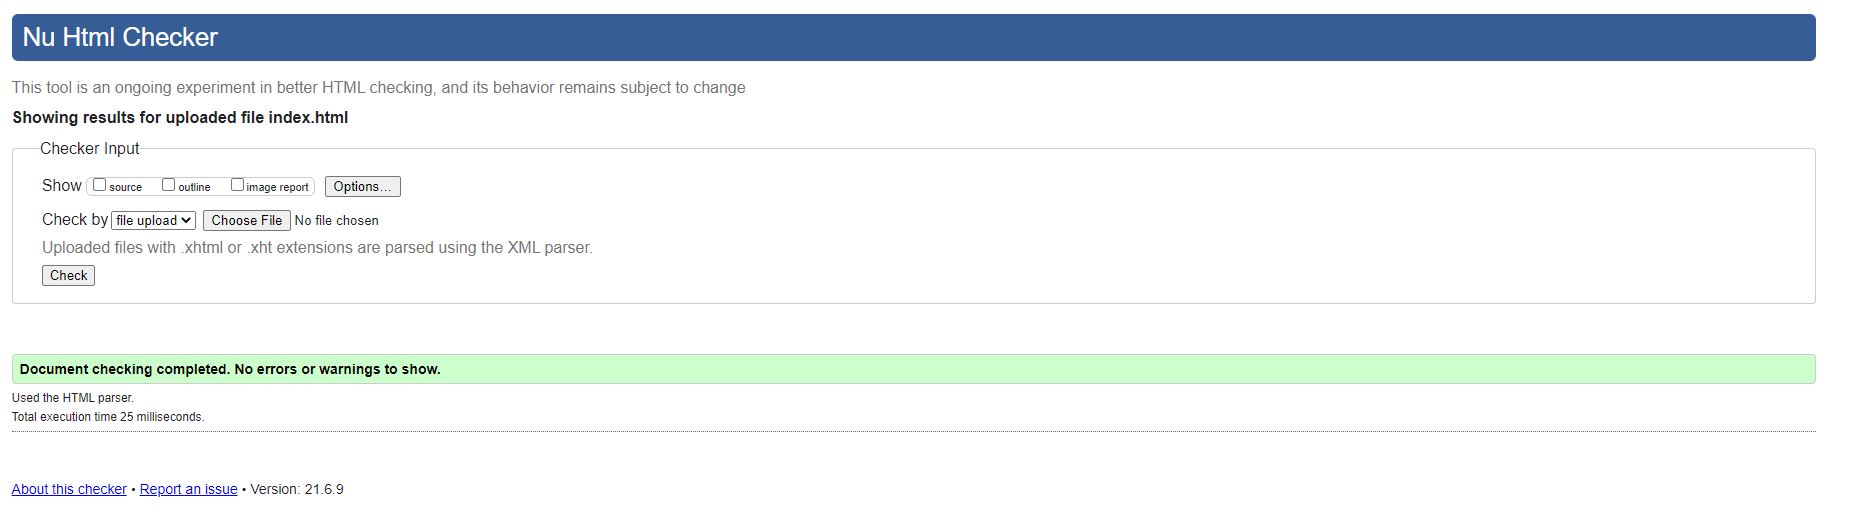 Nu Html Checker
This tool is an ongoing experiment in better HTML checking, and its behavior remains subject to change
Showing results for uploaded file index.html
Checker Input
Show source outline image report Options...
Check by file upload Choose File No file chosen
Uploaded files with .xhtml or .xht extensions are parsed using the XML parser.
Check
Document checking completed. No errors or warnings to show.
Used the HTML parser.
Total execution time 25 milliseconds.
About this checker • Report an issue • Version: 21.6.9